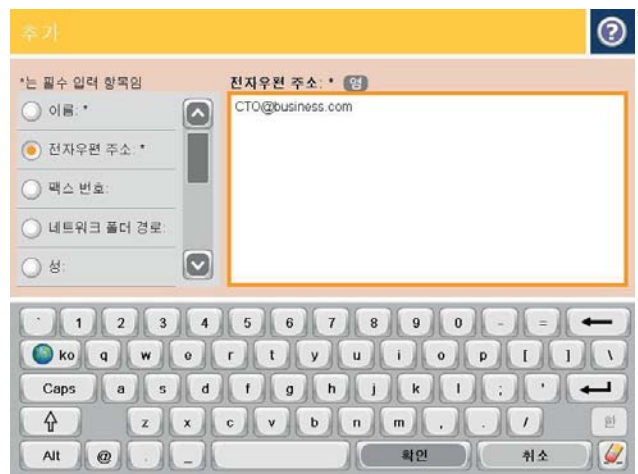 추가
*는 필수 입력 항목임
이름: *
전자우편 주소: *
팩스 번호:
네트워크 폴더 경로:
성:
전자우편 주소: * 영
CTO@business.com
` 1 2 3 4 5 6 7 8 9 0 - =
ko q w e r t y u i o p [ ] \
Caps a s d f g h j k l ; '
z x c v b n m , . / 한
Alt @ . _ 확인 취소